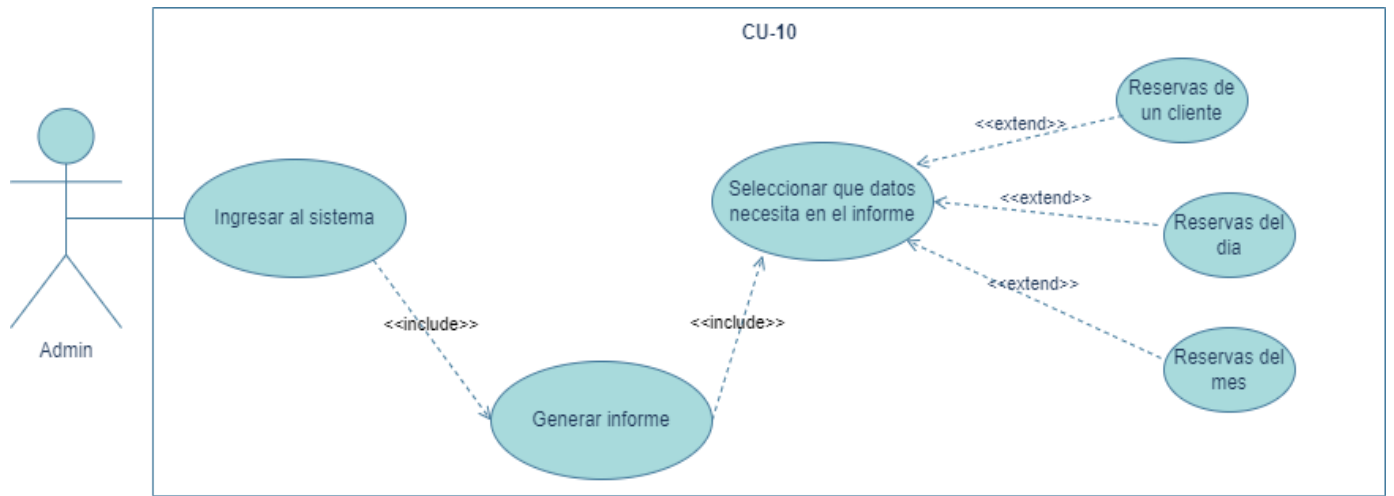 CU-10
Reservas de
un cliente
<<extend>>
Seleccionar que datos
necesita en el informe
<<extend>>
Ingresar al sistema
Reservas del
dia
<<extend>>
<<include>>
<<include>>
Admin
Reservas del
mes
Generar informe